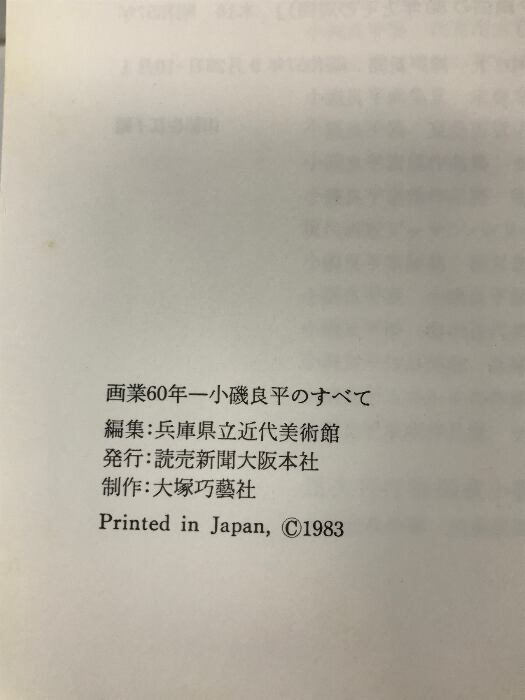 画業60年—小磯良平のすべて
編集:兵庫県立近代美術館
発行:読売新聞大阪本社
制作:大塚巧藝社
Printed in Japan, ©1983